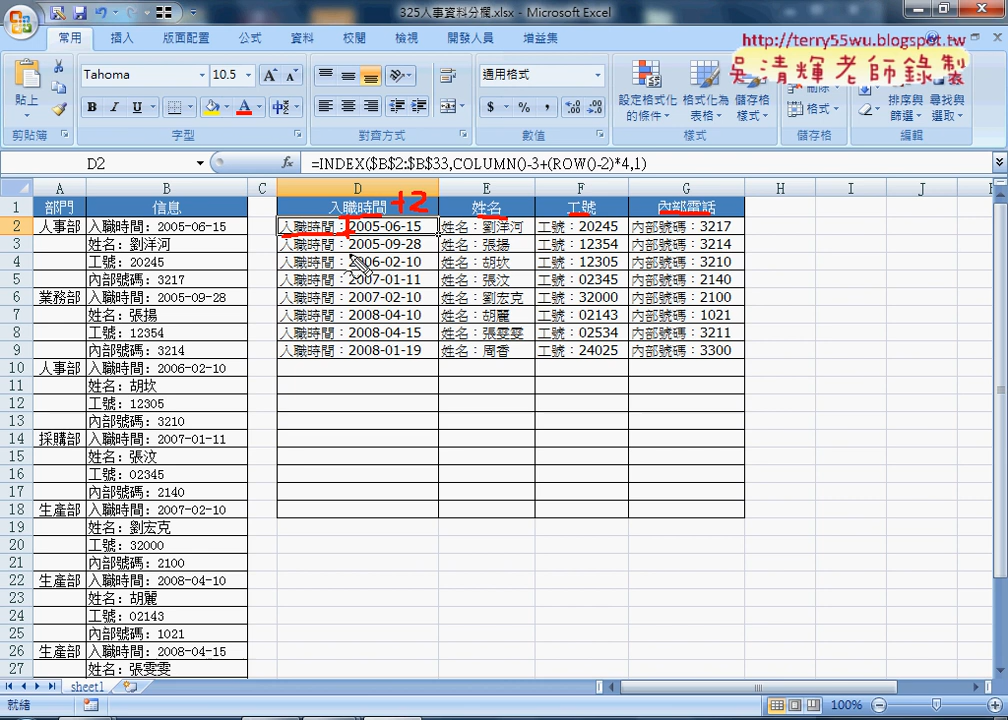 325人事資料分欄.xlsx - Microsoft Excel
http://terry55wu.blogspot.tw
吳清輝老師錄製
常用 插入 版面配置 公式 資料 校閱 檢視 開發人員 增益集
貼上 Tahoma 10.5 通用格式
B I U A $ % ,
設定格式化的條件 格式化為表格 儲存格樣式 刪除 格式 排序與篩選 尋找與選取
剪貼簿 字型 對齊方式 數值 樣式 儲存格 編輯
D2 fx =INDEX($B$2:$B$33,COLUMN()-3+(ROW()-2)*4,1)
A B C D E F G H I J K
1 部門 信息 入職時間 +2 姓名 工號 內部電話
2 人事部 入職時間：2005-06-15 入職時間：2005-06-15 姓名：劉洋河 工號：20245 內部號碼：3217
3 姓名：劉洋河 入職時間：2005-09-28 姓名：張揚 工號：12354 內部號碼：3214
4 工號：20245 入職時間：2006-02-10 姓名：胡坎 工號：12305 內部號碼：3210
5 內部號碼：3217 入職時間：2007-01-11 姓名：張汶 工號：02345 內部號碼：2140
6 業務部 入職時間：2005-09-28 入職時間：2007-02-10 姓名：劉宏克 工號：32000 內部號碼：2100
7 姓名：張揚 入職時間：2008-04-10 姓名：胡麗 工號：02143 內部號碼：1021
8 工號：12354 入職時間：2008-04-15 姓名：張雯雯 工號：02534 內部號碼：3211
9 內部號碼：3214 入職時間：2008-01-19 姓名：周香 工號：24025 內部號碼：3300
10 人事部 入職時間：2006-02-10
11 姓名：胡坎
12 工號：12305
13 內部號碼：3210
14 採購部 入職時間：2007-01-11
15 姓名：張汶
16 工號：02345
17 內部號碼：2140
18 生產部 入職時間：2007-02-10
19 姓名：劉宏克
20 工號：32000
21 內部號碼：2100
22 生產部 入職時間：2008-04-10
23 姓名：胡麗
24 工號：02143
25 內部號碼：1021
26 生產部 入職時間：2008-04-15
27 姓名：張雯雯
sheet1
就緒 100%